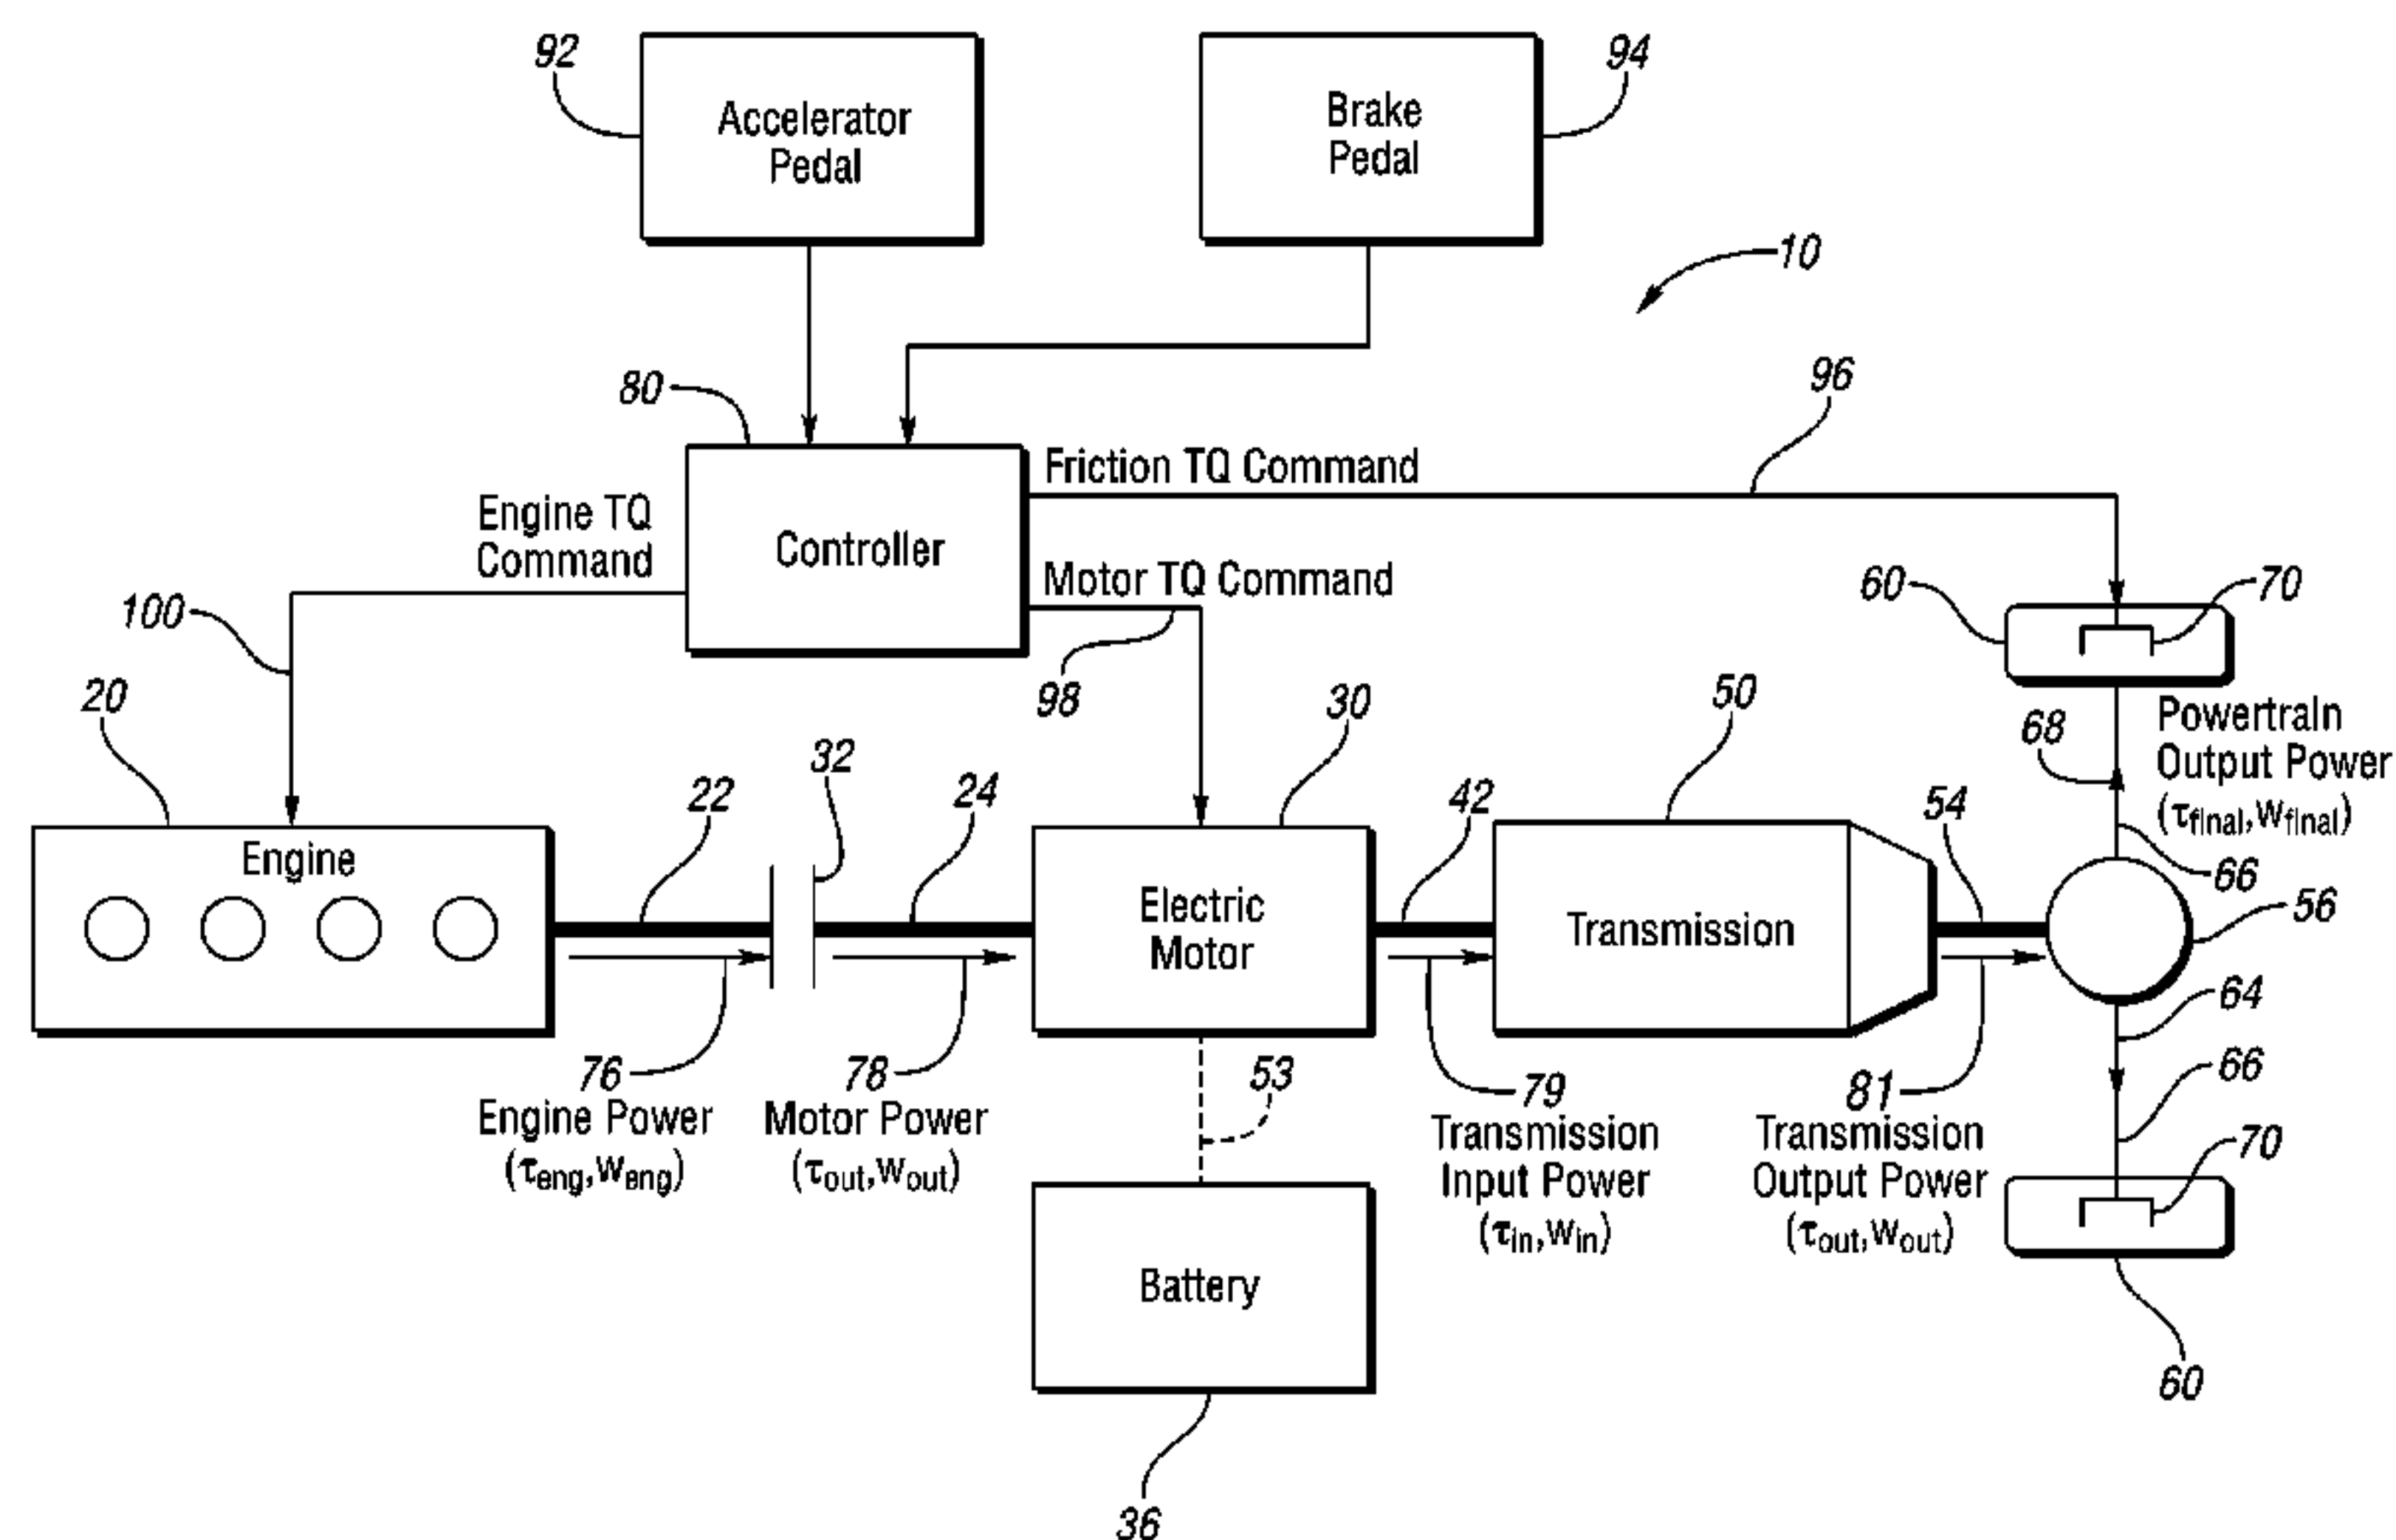 92
Accelerator
Pedal
Brake
Pedal
94
10
80
96
Friction TQ Command
Engine TQ
Command
Controller
Motor TQ Command
100
98
60
70
20
22
32
24
30
42
50
54
68
Powertrain
Output Power
(τfinal,wfinal)
66
56
Engine
Electric
Motor
Transmission
64
66
76
Engine Power
(τeng,weng)
78
Motor Power
(τout,wout)
53
79
Transmission
Input Power
(τin,win)
81
Transmission
Output Power
(τout,wout)
70
60
Battery
36